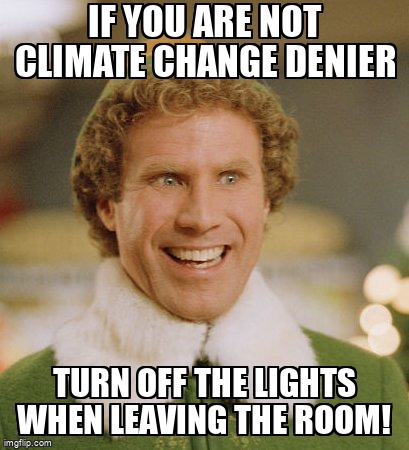 IF YOU ARE NOT
CLIMATE CHANGE DENIER
TURN OFF THE LIGHTS
WHEN LEAVING THE ROOM!
imgflip.com